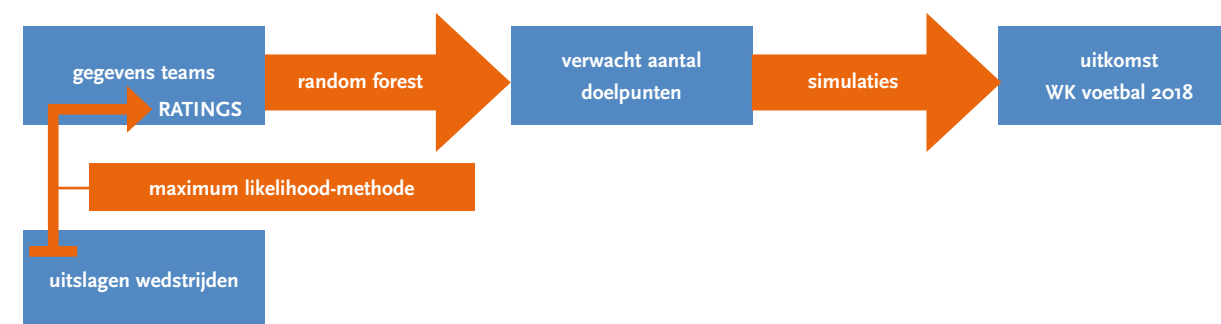 gegevens teams
RATINGS
random forest
verwacht aantal
doelpunten
simulaties
uitkomst
WK voetbal 2018
maximum likelihood-methode
uitslagen wedstrijden